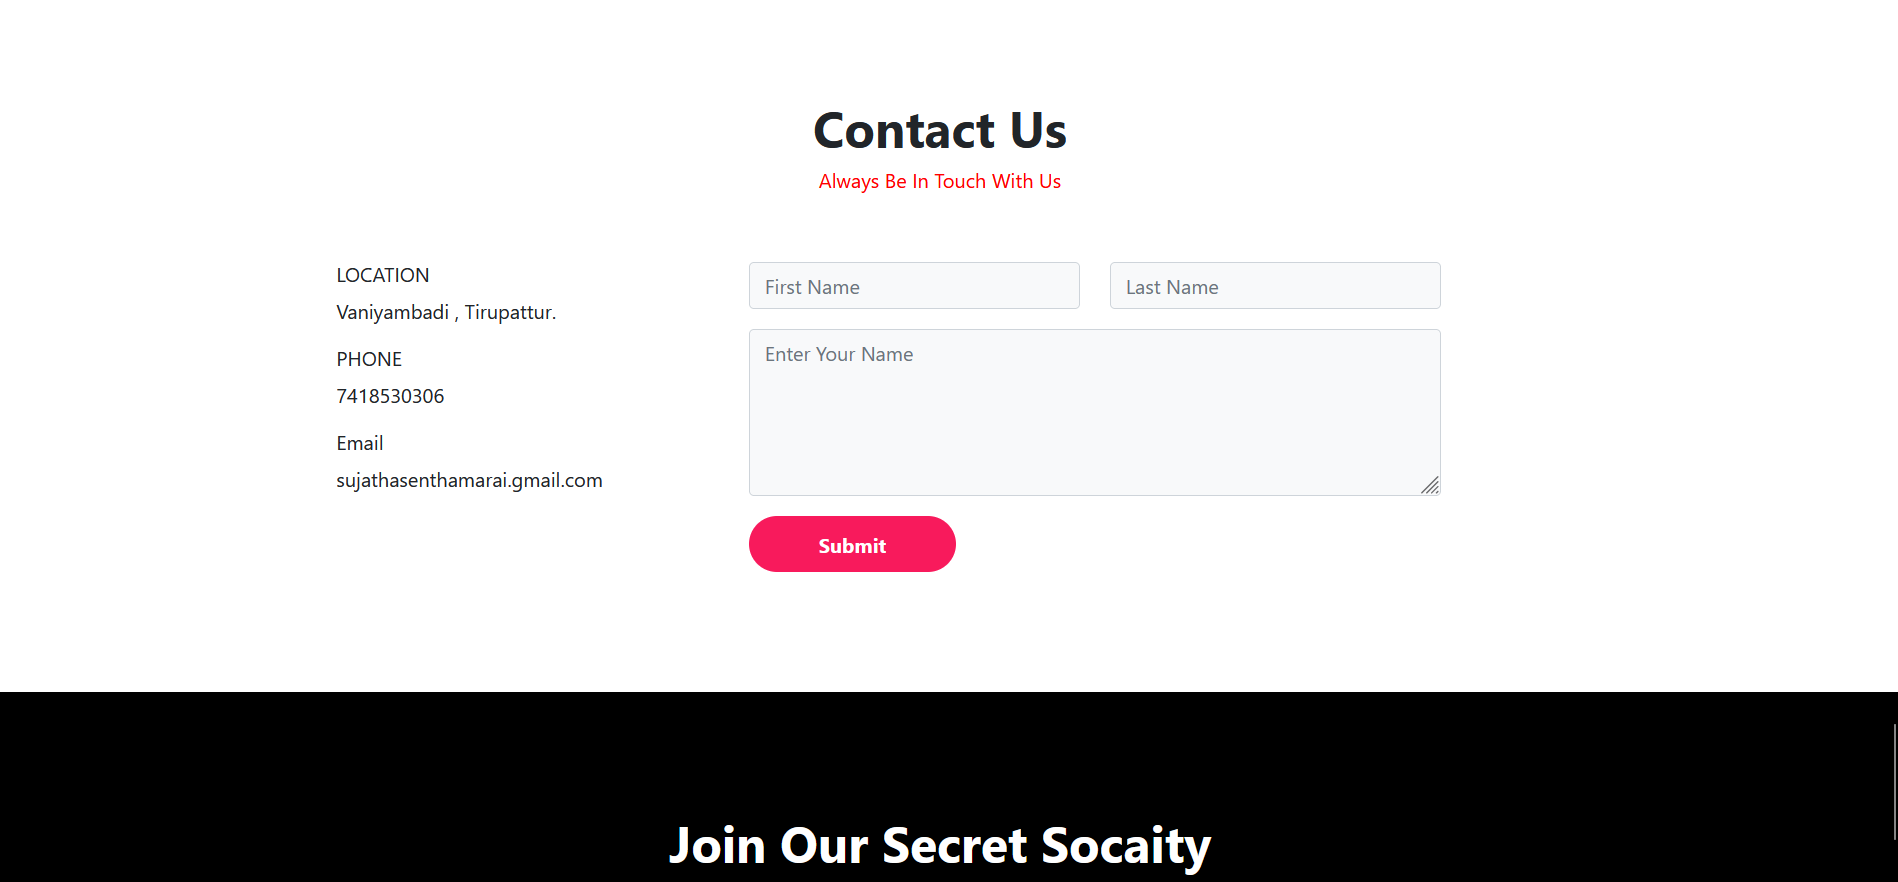 Contact Us
Always Be In Touch With Us
LOCATION
Vaniyambadi , Tirupattur.
PHONE
7418530306
Email
sujathasenthamarai.gmail.com
First Name
Last Name
Enter Your Name
Submit
Join Our Secret Socaity